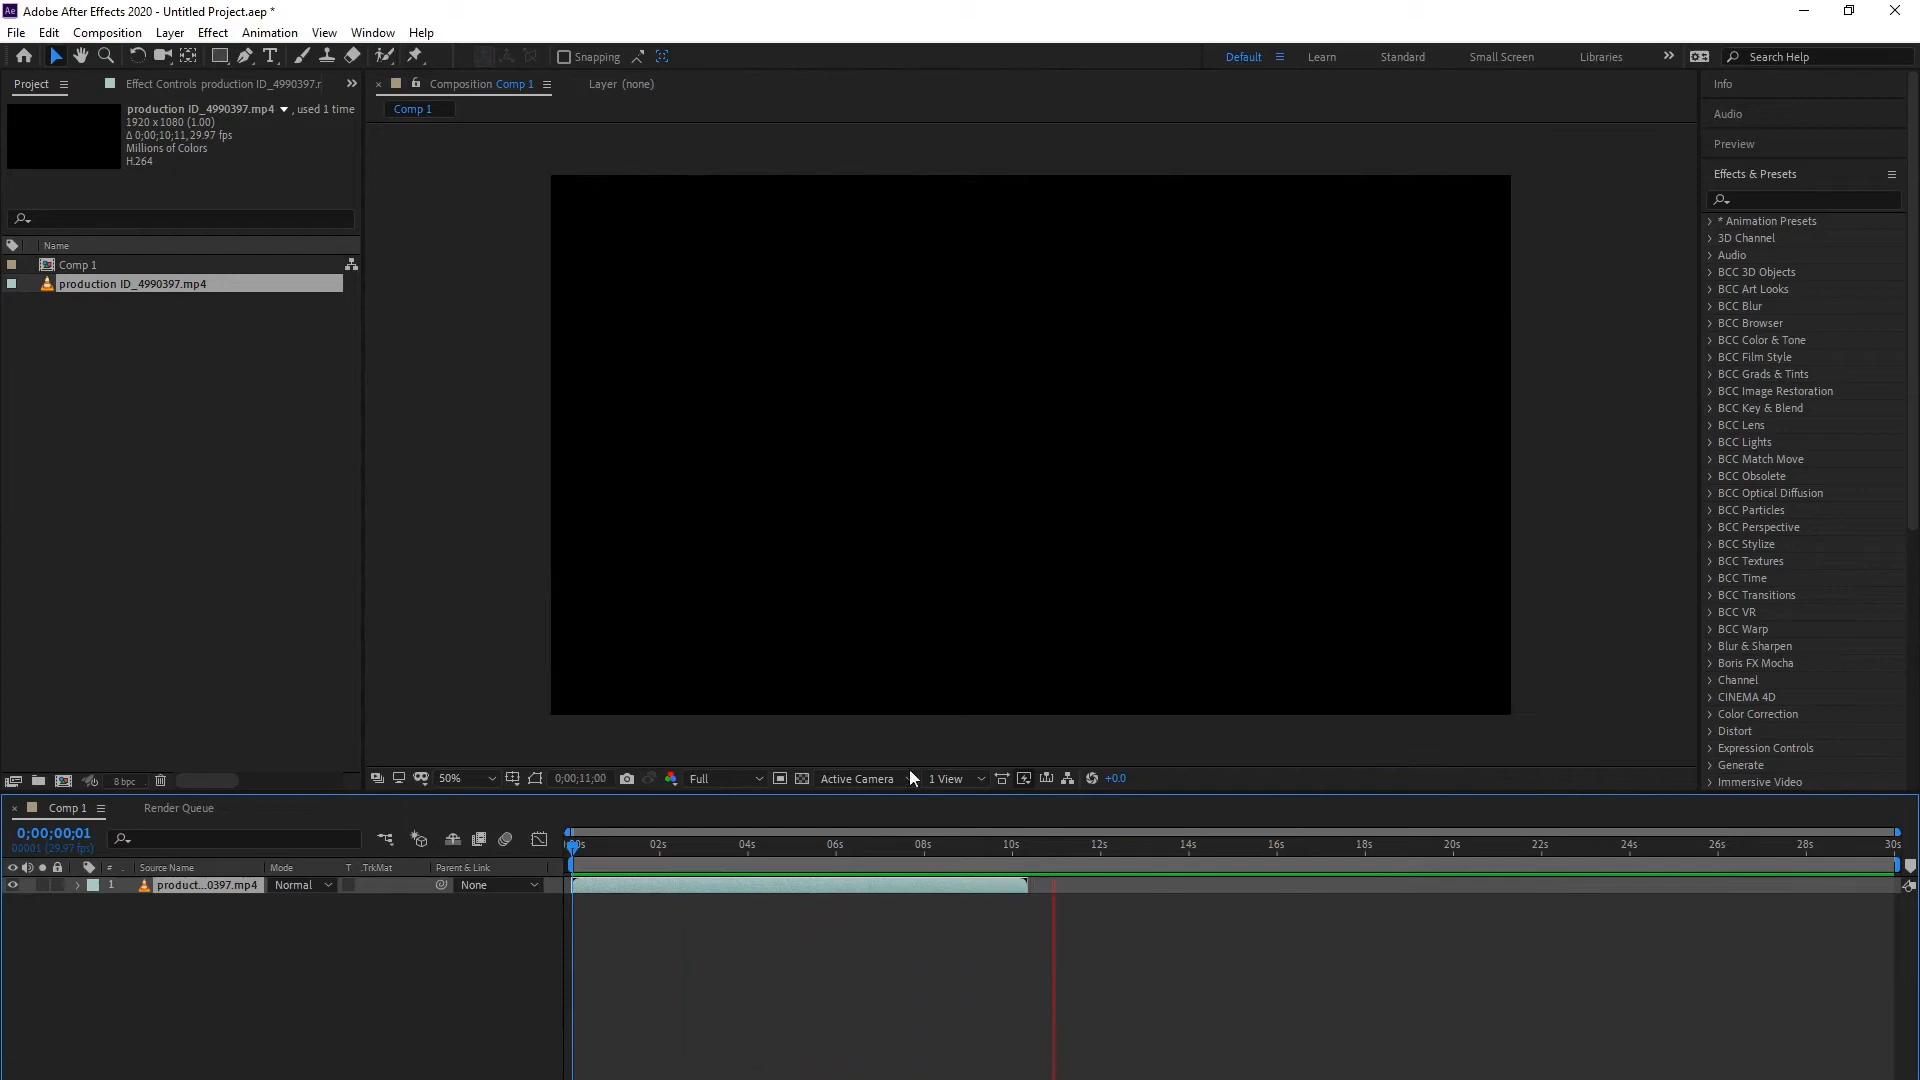 Ae Adobe After Effects 2020 - Untitled Project.aep *
File Edit Composition Layer Effect Animation View Window Help
Snapping
Default Learn Standard Small Screen Libraries Search Help
Project Effect Controls production ID_4990397.r
Composition Comp 1 Layer (none)
Comp 1
production ID_4990397.mp4 , used 1 time
1920 x 1080 (1.00)
Δ 0;00;10;11, 29.97 fps
Millions of Colors
H.264
Name
Comp 1
production ID_4990397.mp4
Info
Audio
Preview
Effects & Presets
* Animation Presets
3D Channel
Audio
BCC 3D Objects
BCC Art Looks
BCC Blur
BCC Browser
BCC Color & Tone
BCC Film Style
BCC Grads & Tints
BCC Image Restoration
BCC Key & Blend
BCC Lens
BCC Lights
BCC Match Move
BCC Obsolete
BCC Optical Diffusion
BCC Particles
BCC Perspective
BCC Stylize
BCC Textures
BCC Time
BCC Transitions
BCC VR
BCC Warp
Blur & Sharpen
Boris FX Mocha
Channel
CINEMA 4D
Color Correction
Distort
Expression Controls
Generate
Immersive Video
8 bpc
50% 0;00;11;00 Full Active Camera 1 View +0.0
Comp 1 Render Queue
0;00;00;01
00001 (29.97 fps)
# Source Name Mode T .TrkMat Parent & Link
1 product...0397.mp4 Normal None
02s 04s 06s 08s 10s 12s 14s 16s 18s 20s 22s 24s 26s 28s 30s